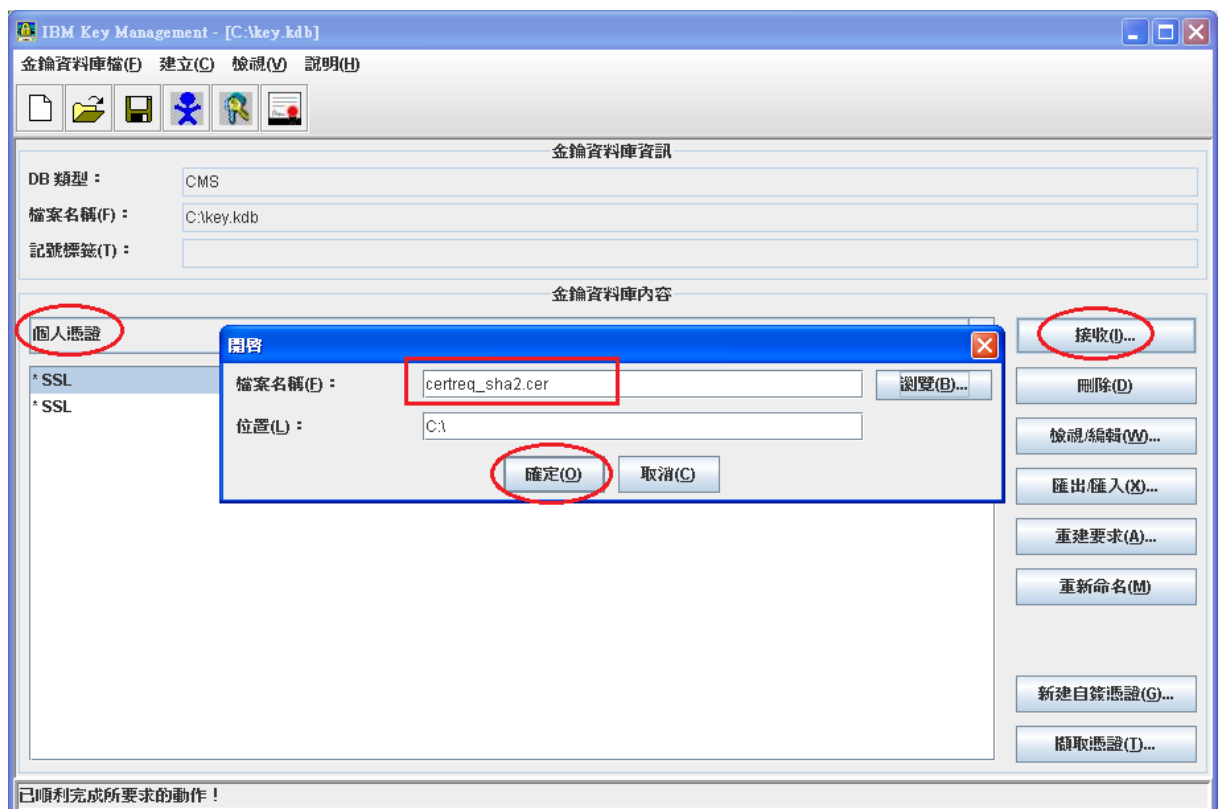 IBM Key Management - [C:\key.kdb]
金鑰資料庫檔(F) 建立(C) 檢視(V) 說明(H)
金鑰資料庫資訊
DB 類型：
CMS
檔案名稱(F)：
C:\key.kdb
記號標籤(T)：
金鑰資料庫內容
個人憑證
* SSL
* SSL
開啓
檔案名稱(F)：
certreq_sha2.cer
瀏覽(B)...
位置(L)：
C:\
確定(O)
取消(C)
接收(I)...
刪除(D)
檢視/編輯(W)...
匯出/匯入(X)...
重建要求(A)...
重新命名(M)
新建自簽憑證(G)...
擷取憑證(T)...
已順利完成所要求的動作！